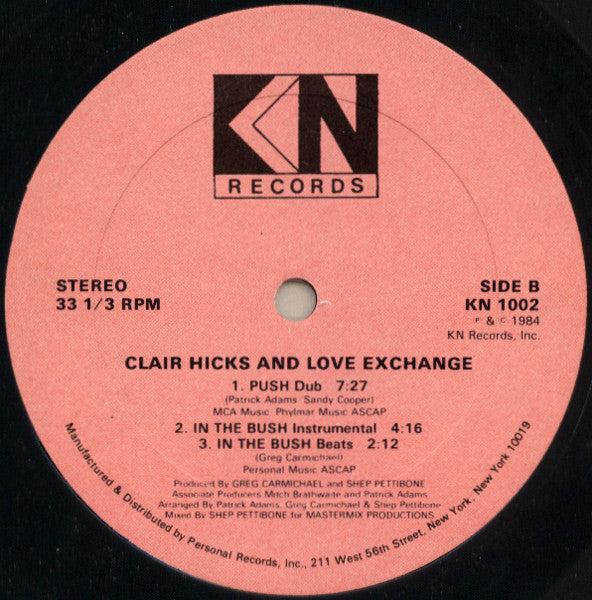 KN
RECORDS
STEREO
33 1/3 RPM
SIDE B
KN 1002
℗ & © 1984
KN Records, Inc.
CLAIR HICKS AND LOVE EXCHANGE
1. PUSH Dub 7:27
(Patrick Adams Sandy Cooper)
MCA Music Phylmar Music ASCAP
2. IN THE BUSH Instrumental 4:16
3. IN THE BUSH Beats 2:12
(Greg Carmichael)
Personal Music ASCAP
Produced By GREG CARMICHAEL and SHEP PETTIBONE
Associate Producers Mitch Brathwaite and Patrick Adams
Arranged By Patrick Adams, Greg Carmichael & Shep Pettibone
Mixed By SHEP PETTIBONE for MASTERMIX PRODUCTIONS
Manufactured & Distributed by Personal Records, Inc., 211 West 56th Street, New York, New York 10019